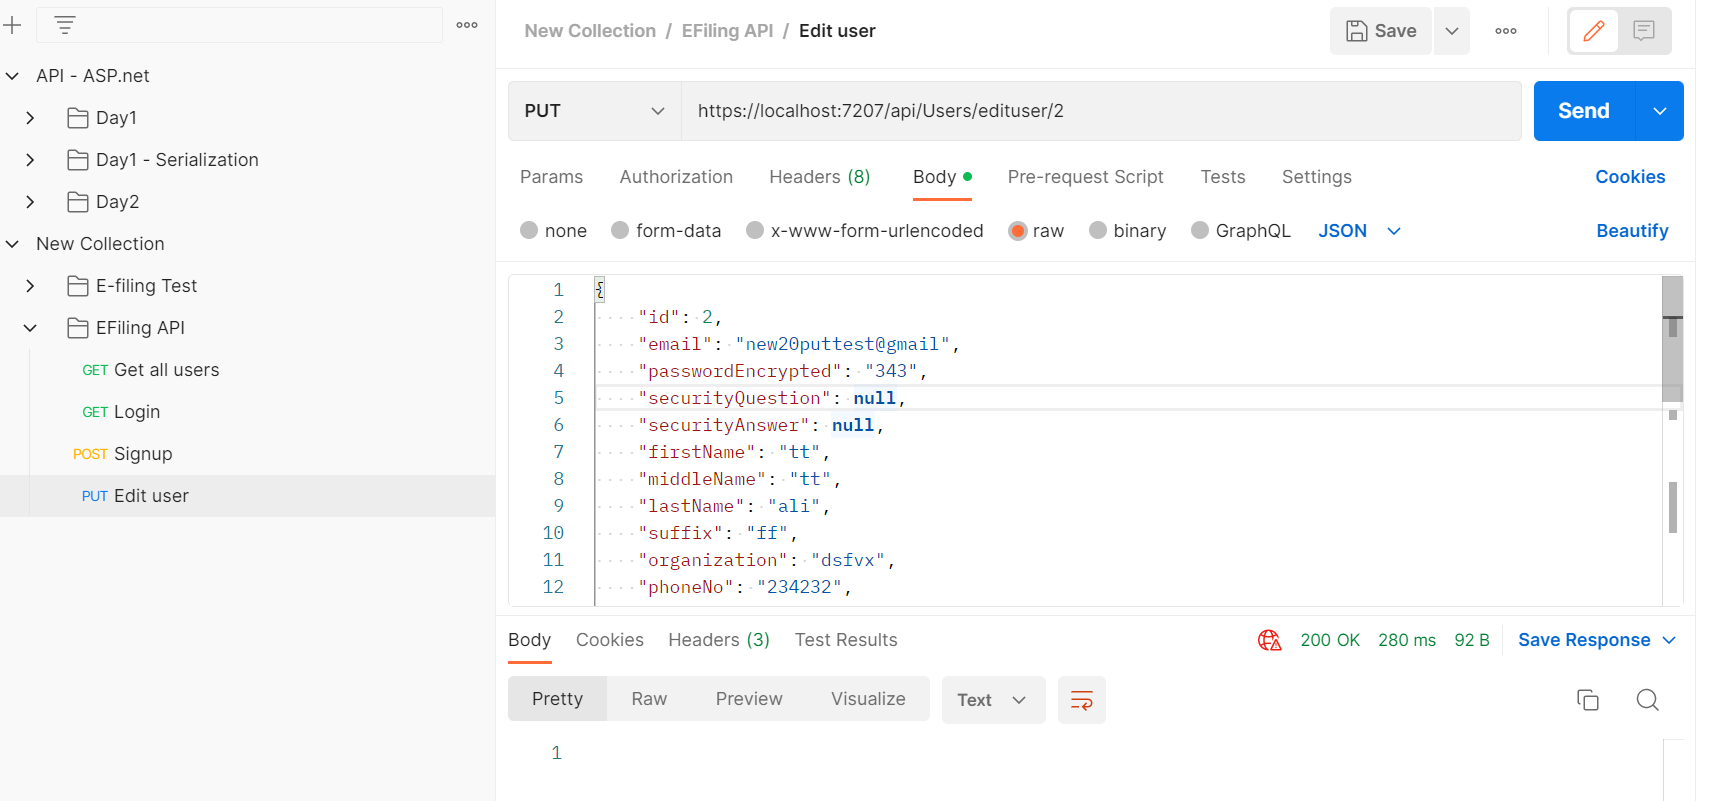 API - ASP.net
Day1
Day1 - Serialization
Day2
New Collection
E-filing Test
EFiling API
GET Get all users
GET Login
POST Signup
PUT Edit user
New Collection / EFiling API / Edit user
Save
PUT https://localhost:7207/api/Users/edituser/2 Send
Params Authorization Headers (8) Body Pre-request Script Tests Settings Cookies
none form-data x-www-form-urlencoded raw binary GraphQL JSON Beautify
1 {
2 "id": 2,
3 "email": "new20puttest@gmail",
4 "passwordEncrypted": "343",
5 "securityQuestion": null,
6 "securityAnswer": null,
7 "firstName": "tt",
8 "middleName": "tt",
9 "lastName": "ali",
10 "suffix": "ff",
11 "organization": "dsfvx",
12 "phoneNo": "234232",
Body Cookies Headers (3) Test Results 200 OK 280 ms 92 B Save Response
Pretty Raw Preview Visualize Text
1